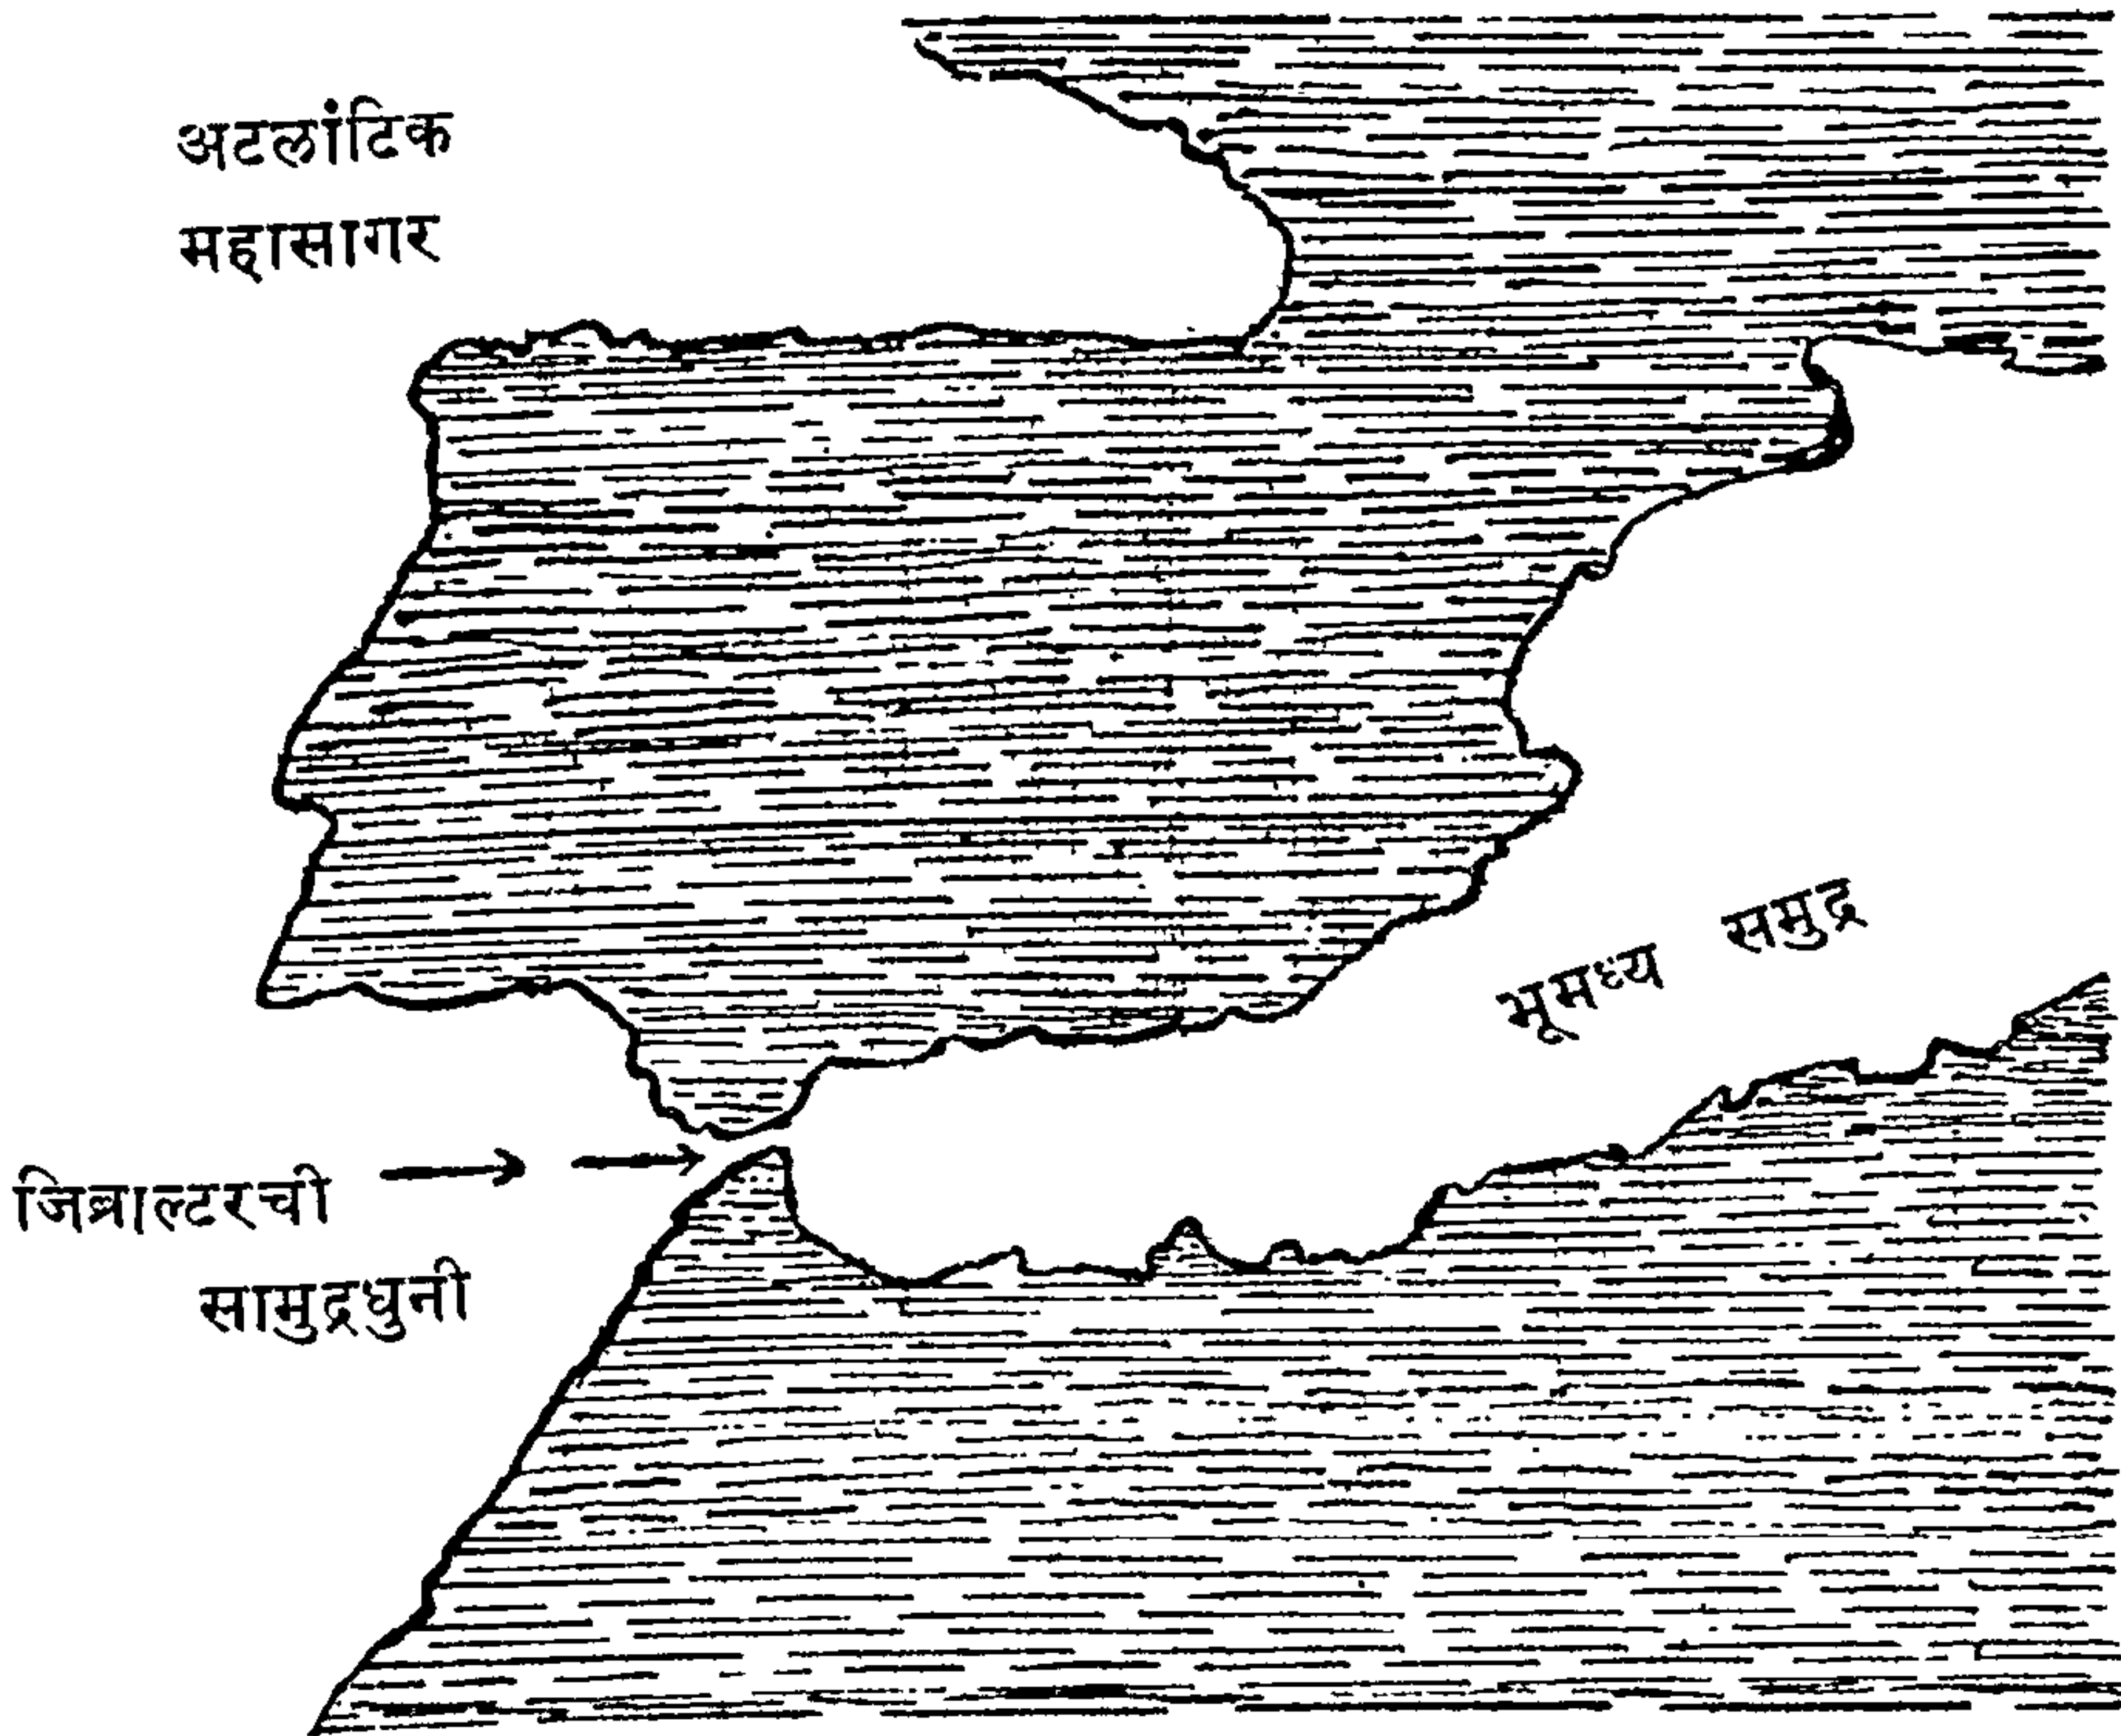 अटलांटिक
महासागर
भूमध्य समुद्र
जिब्राल्टरची
सामुद्रधुनी